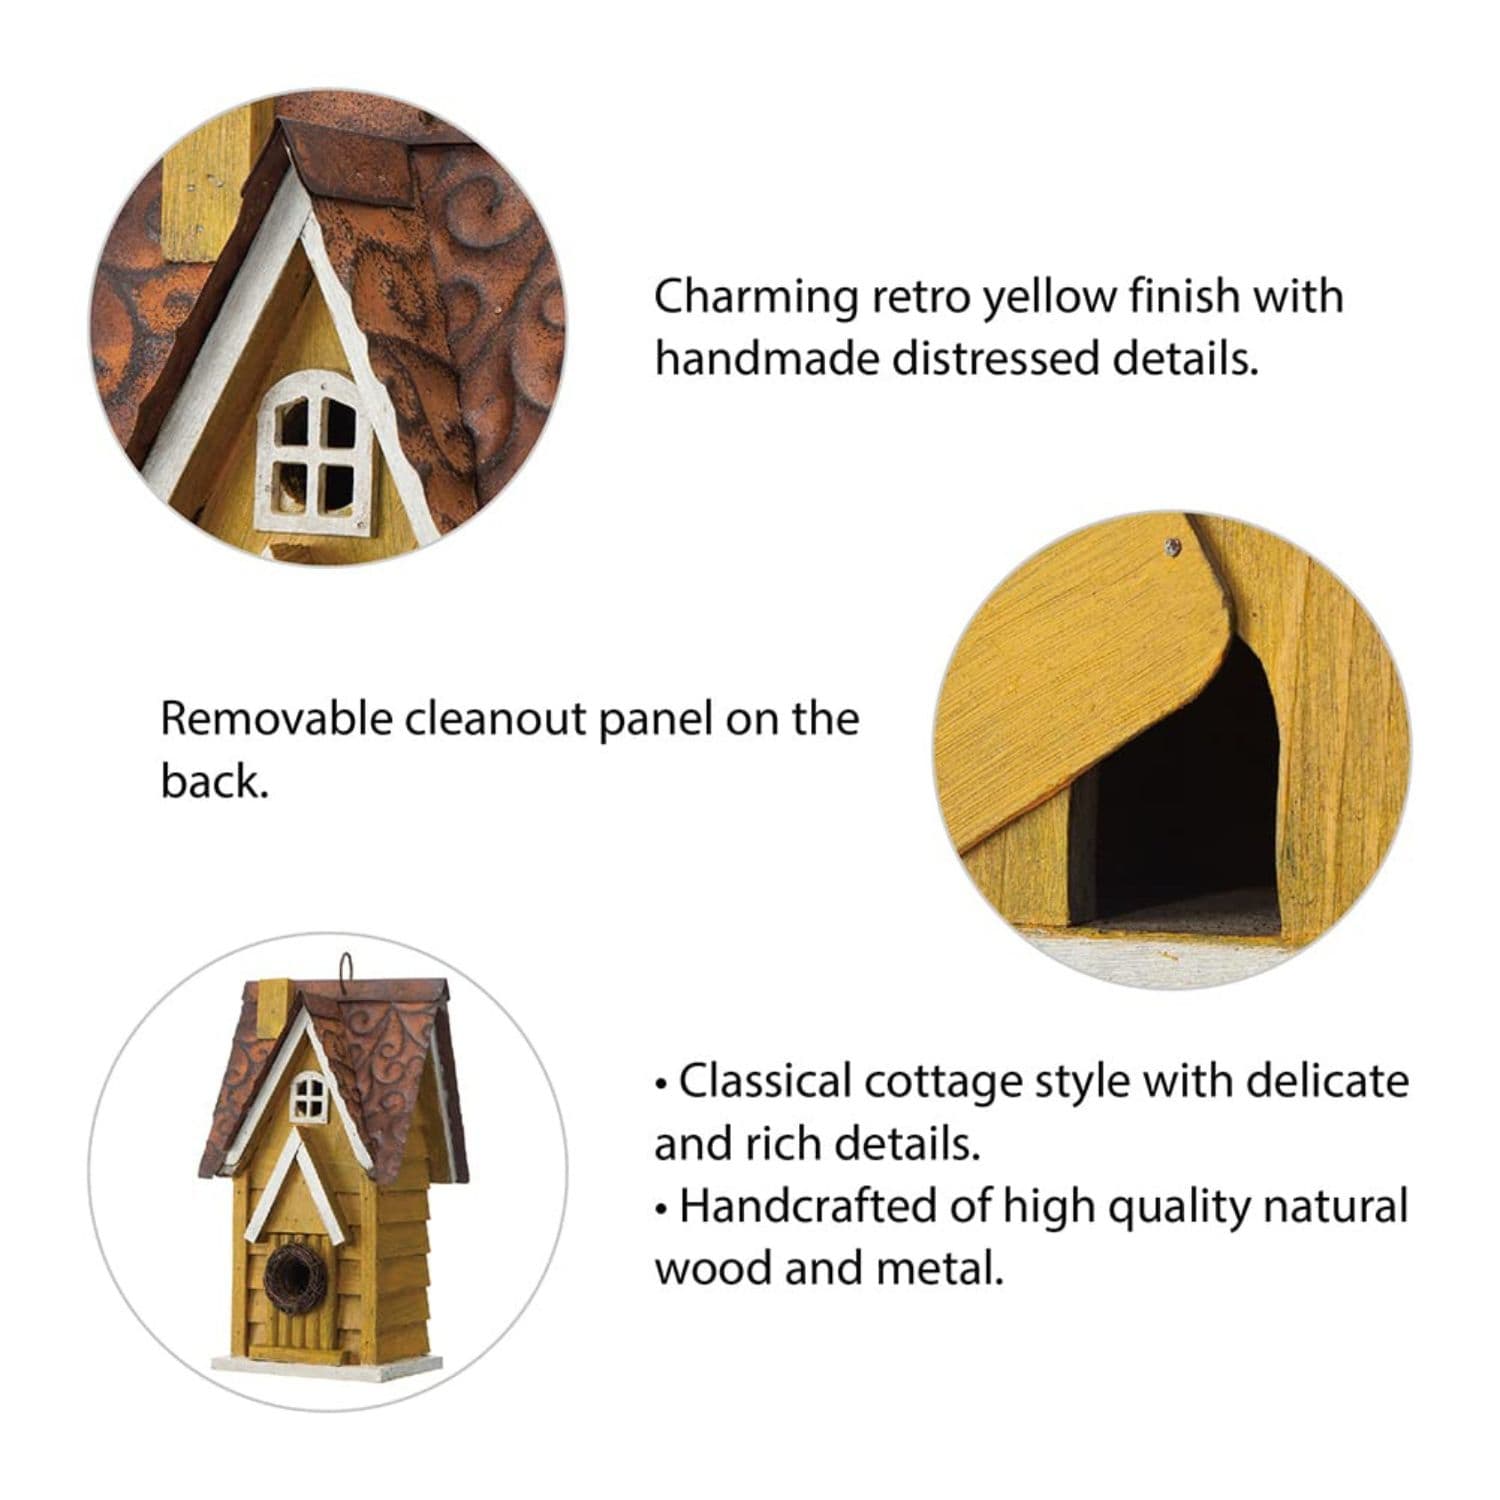 Charming retro yellow finish with
handmade distressed details.
Removable cleanout panel on the
back.
• Classical cottage style with delicate
and rich details.
• Handcrafted of high quality natural
wood and metal.